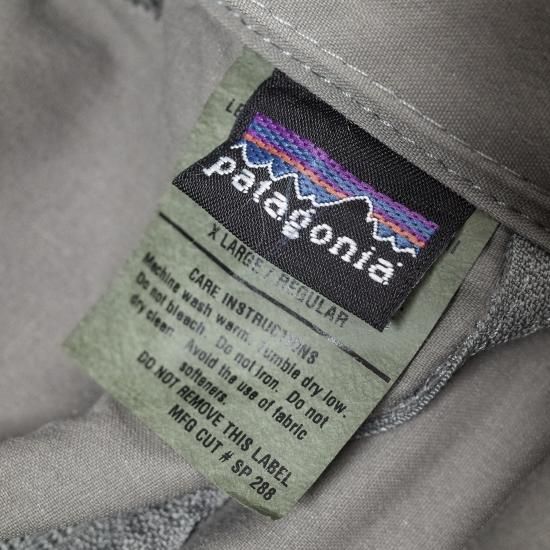 patagonia
X LARGE / REGULAR
CARE INSTRUCTIONS
Machine wash warm. Tumble dry low.
Do not bleach. Do not iron. Do not
dry clean. Avoid the use of fabric
softeners.
DO NOT REMOVE THIS LABEL
MFG CUT # SP 288